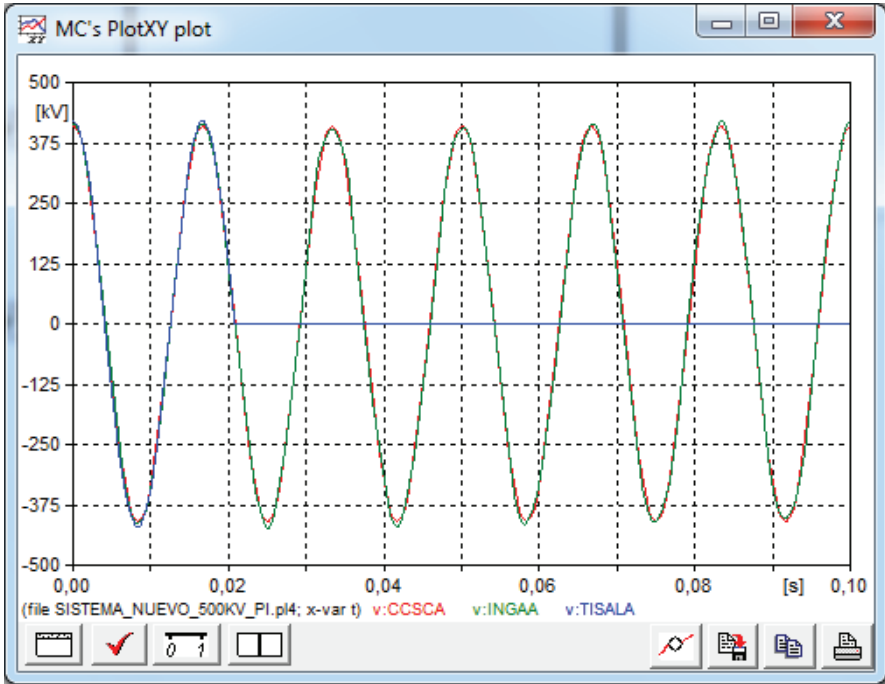 MC's PlotXY plot
500
[kV]
375
250
125
0
-125
-250
-375
-500
0,00 0,02 0,04 0,06 0,08 [s] 0,10
(file SISTEMA_NUEVO_500KV_PI.pl4; x-var t) v:CCSCA v:INGAA v:TISALA
0 1